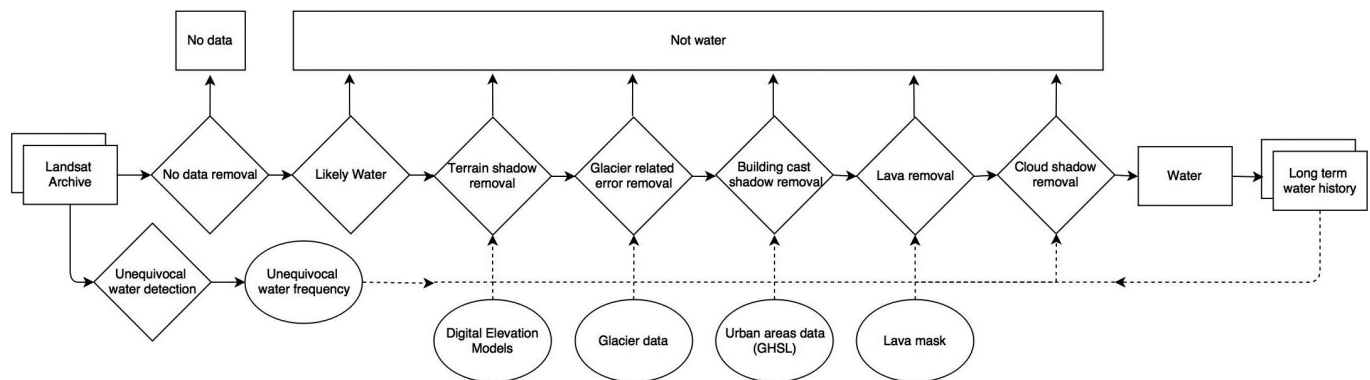 No data
Not water
Landsat
Archive
No data removal
Likely Water
Terrain shadow
removal
Glacier related
error removal
Building cast
shadow removal
Lava removal
Cloud shadow
removal
Water
Long term
water history
Unequivocal
water detection
Unequivocal
water frequency
Digital Elevation
Models
Glacier data
Urban areas data
(GHSL)
Lava mask